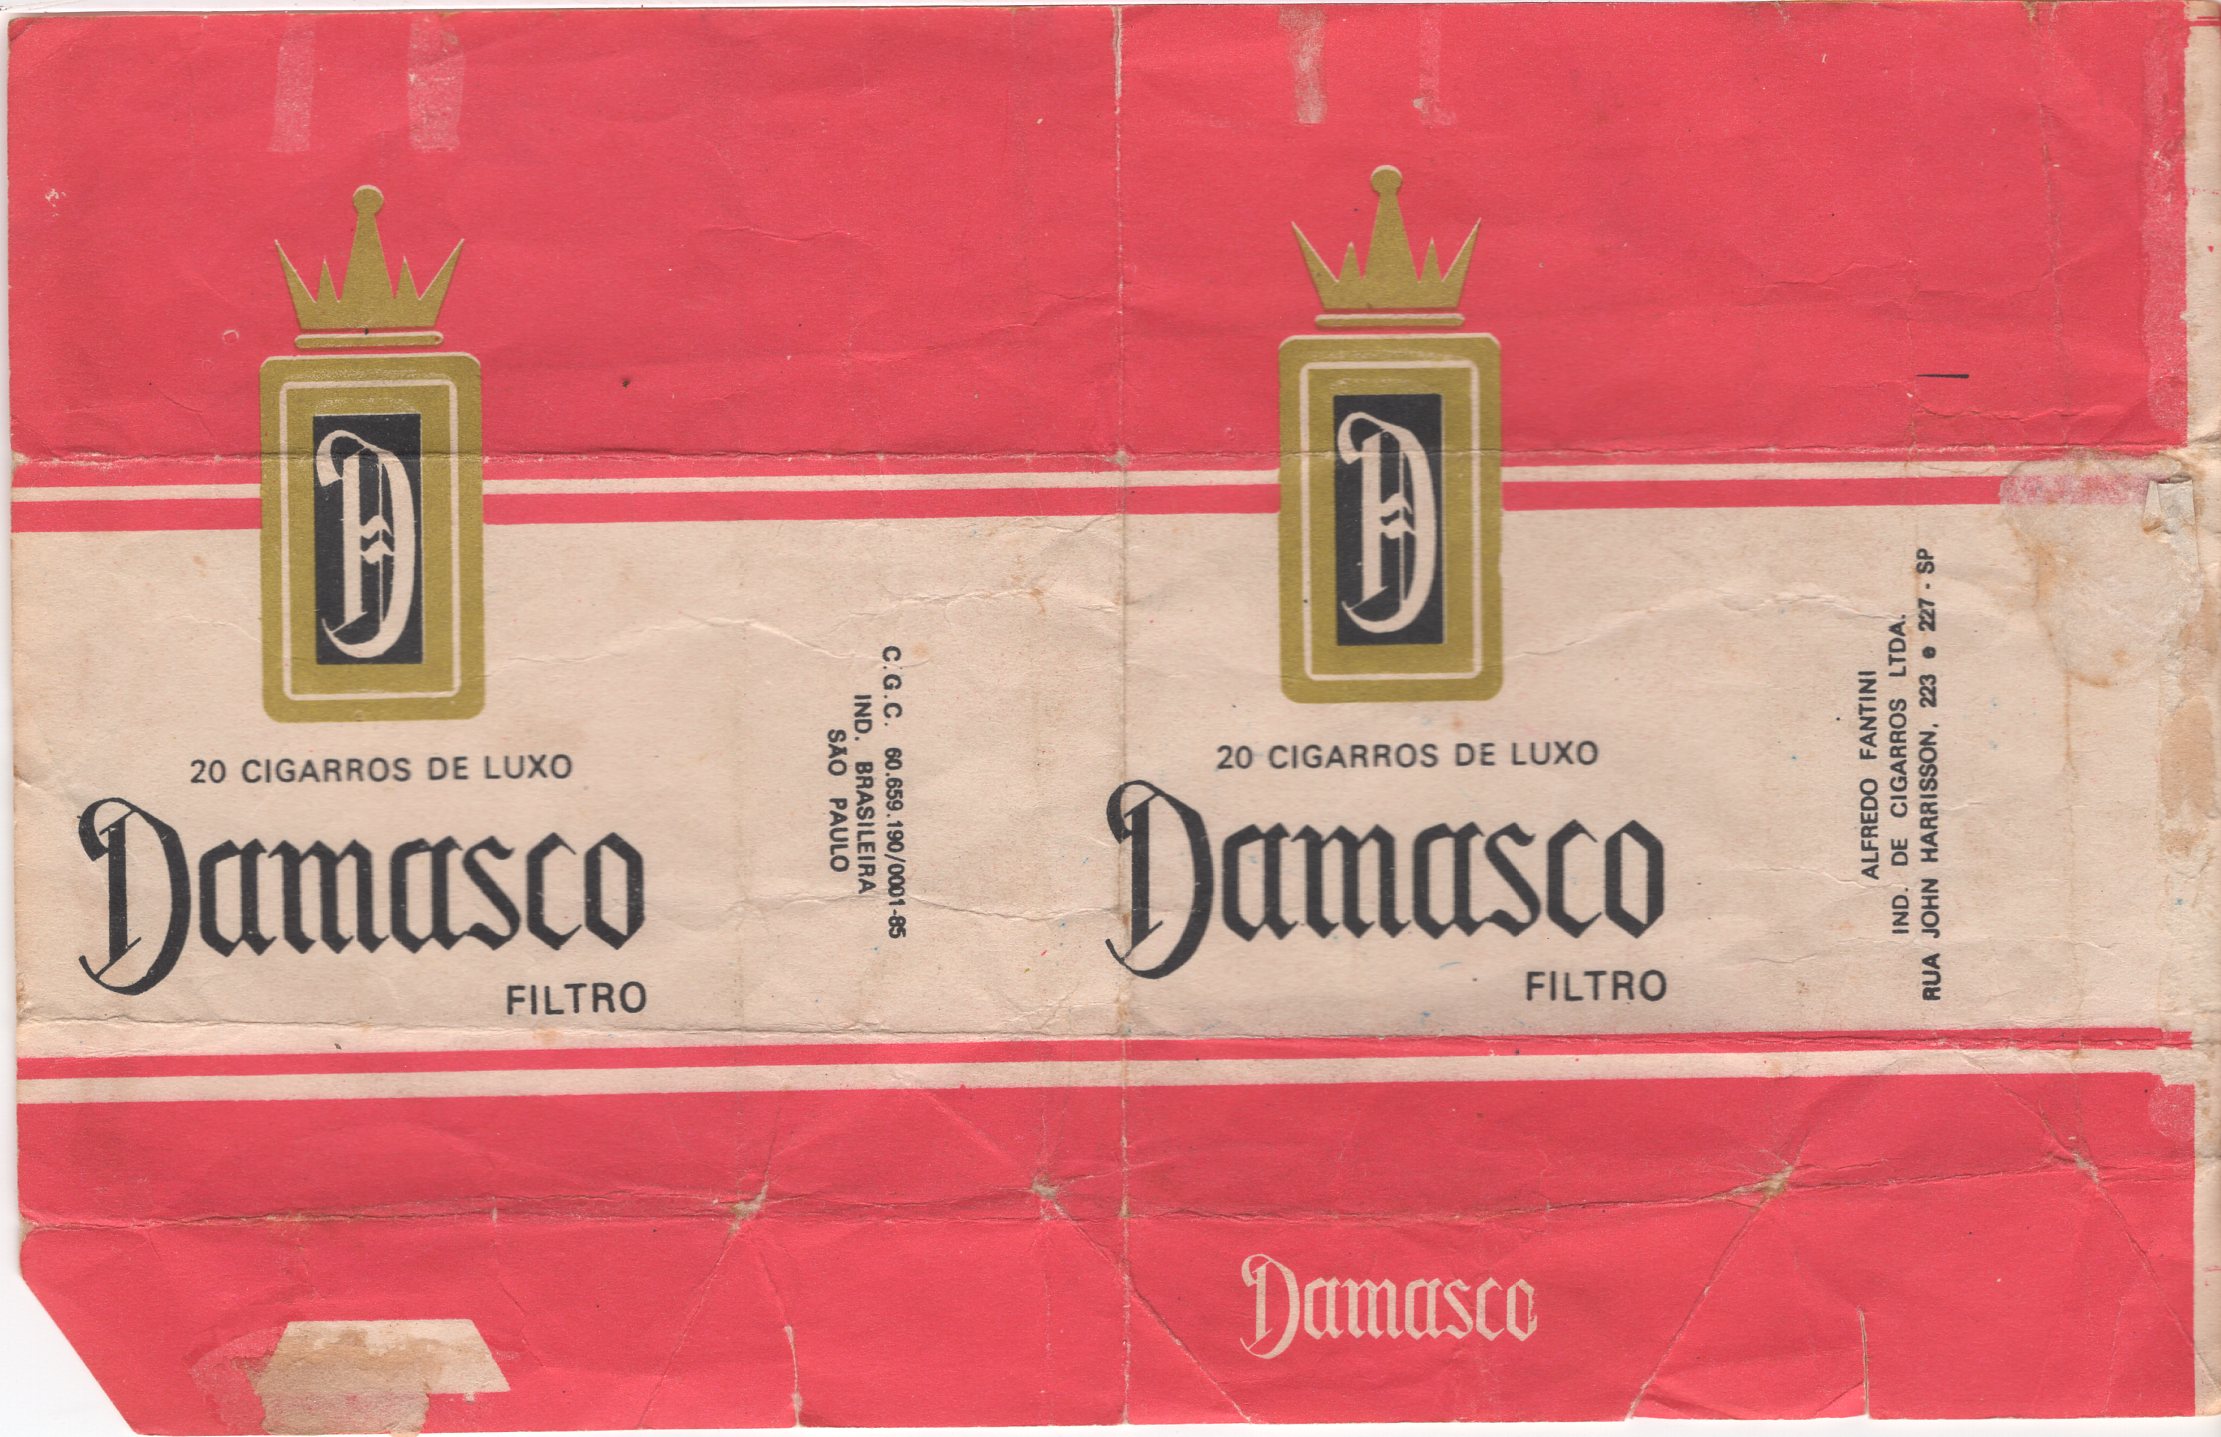 D
20 CIGARROS DE LUXO
Damasco
FILTRO
C.G.C. 60.659.190/0001-85
IND. BRASILEIRA
SÃO PAULO
D
20 CIGARROS DE LUXO
Damasco
FILTRO
ALFREDO FANTINI
IND. DE CIGARROS LTDA.
RUA JOHN HARRISSON, 223 e 227 - SP
Damasco